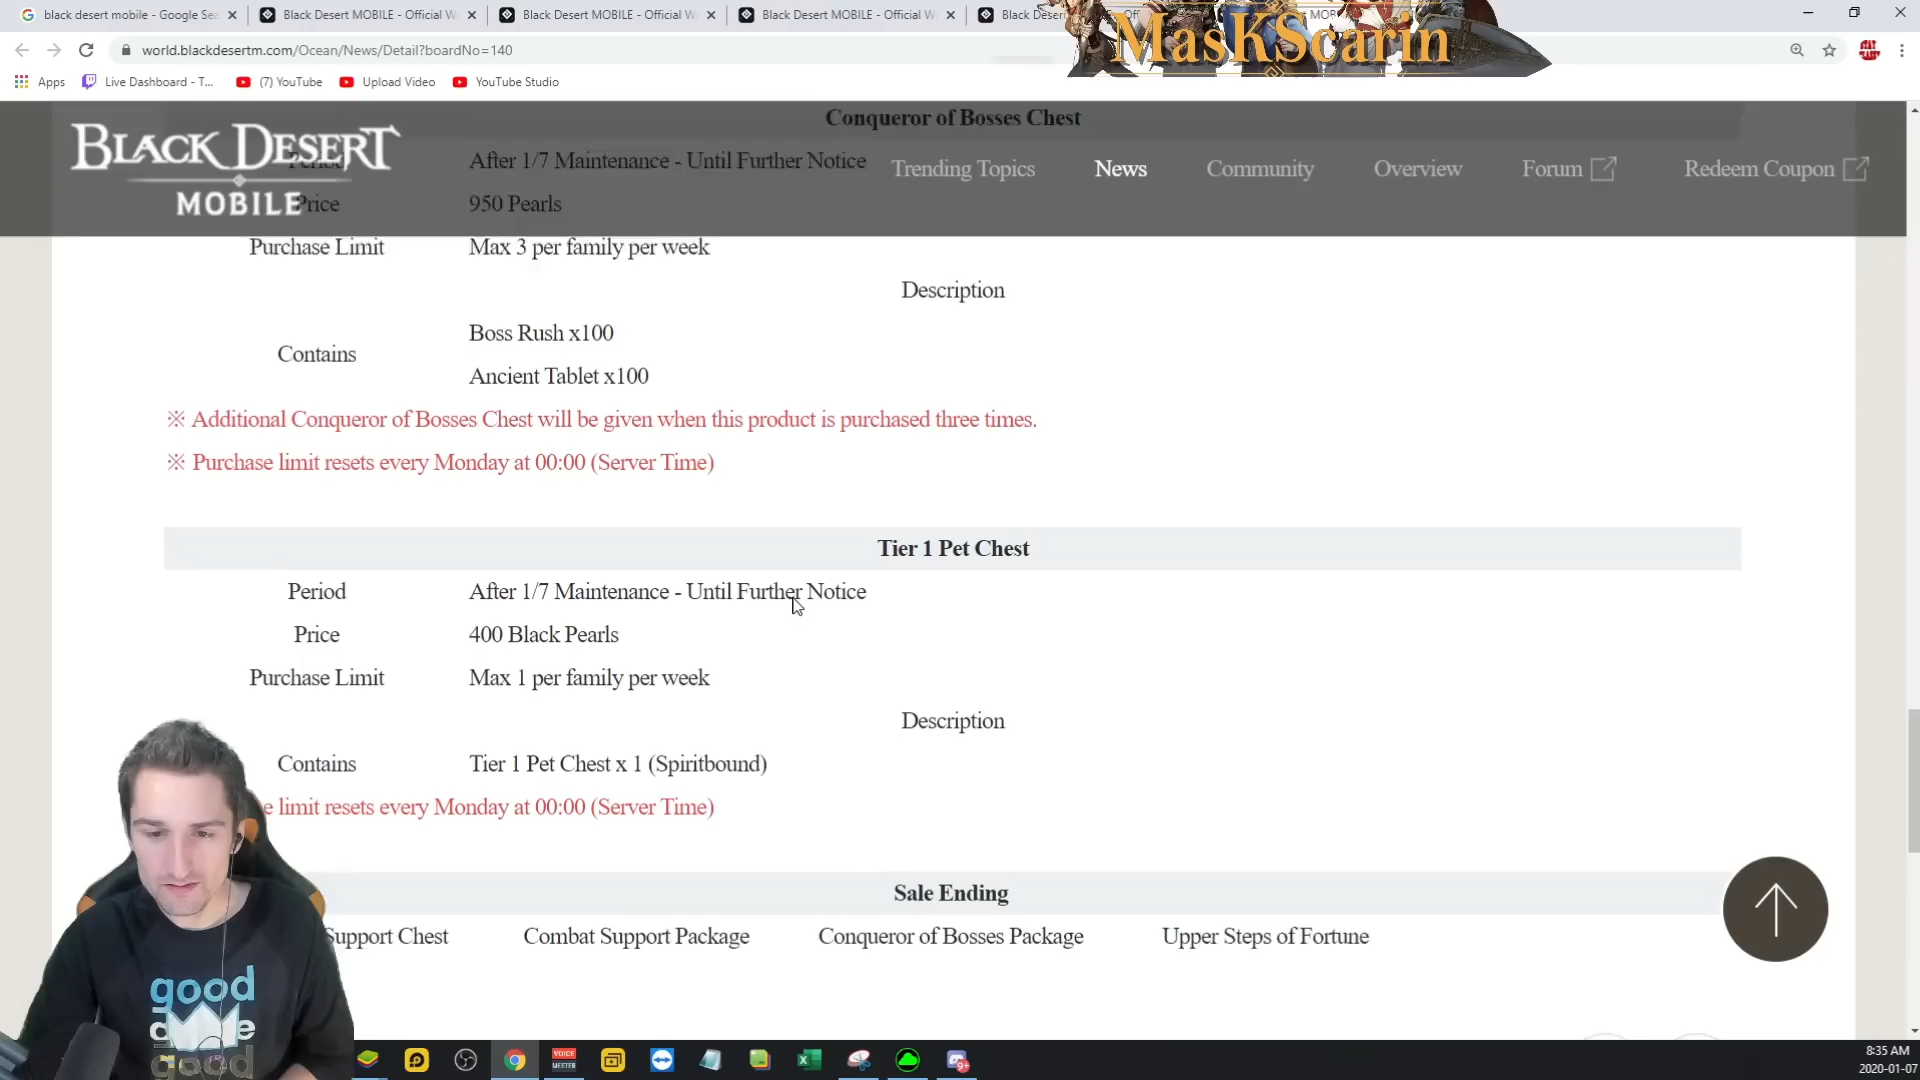 black desert mobile - Google Sea
Black Desert MOBILE - Official W
Black Desert MOBILE - Official W
Black Desert MOBILE - Official W
MasKScarin
world.blackdesertm.com/Ocean/News/Detail?boardNo=140
Apps
Live Dashboard - T...
(7) YouTube
Upload Video
YouTube Studio
Conqueror of Bosses Chest
BLACK DESERT
MOBILE
Trending Topics
News
Community
Overview
Forum
Redeem Coupon
Period After 1/7 Maintenance - Until Further Notice
Price 950 Pearls
Purchase Limit Max 3 per family per week
Description
Contains
Boss Rush x100
Ancient Tablet x100
※ Additional Conqueror of Bosses Chest will be given when this product is purchased three times.
※ Purchase limit resets every Monday at 00:00 (Server Time)
Tier 1 Pet Chest
Period After 1/7 Maintenance - Until Further Notice
Price 400 Black Pearls
Purchase Limit Max 1 per family per week
Description
Contains Tier 1 Pet Chest x 1 (Spiritbound)
limit resets every Monday at 00:00 (Server Time)
Sale Ending
Support Chest Combat Support Package Conqueror of Bosses Package Upper Steps of Fortune
good
good
VOICE
MEETER
9+
8:35 AM
2020-01-07